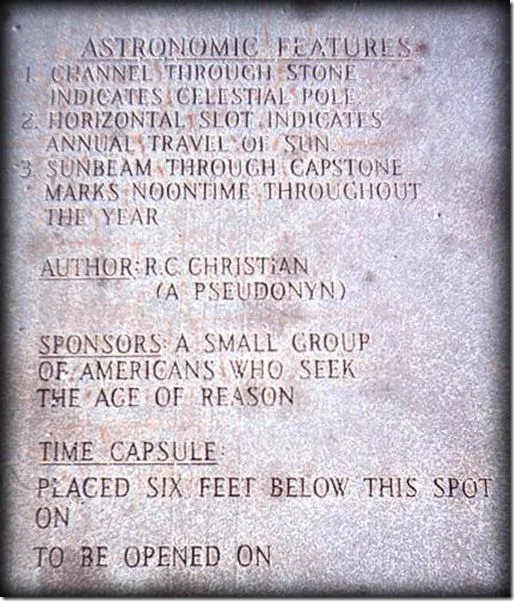 ASTRONOMIC FEATURES
1. CHANNEL THROUGH STONE
INDICATES CELESTIAL POLE.
2. HORIZONTAL SLOT INDICATES
ANNUAL TRAVEL OF SUN.
3. SUNBEAM THROUGH CAPSTONE
MARKS NOONTIME THROUGHOUT
THE YEAR
AUTHOR: R.C. CHRISTIAN
(A PSEUDONYN)
SPONSORS: A SMALL GROUP
OF AMERICANS WHO SEEK
THE AGE OF REASON
TIME CAPSULE:
PLACED SIX FEET BELOW THIS SPOT
ON
TO BE OPENED ON